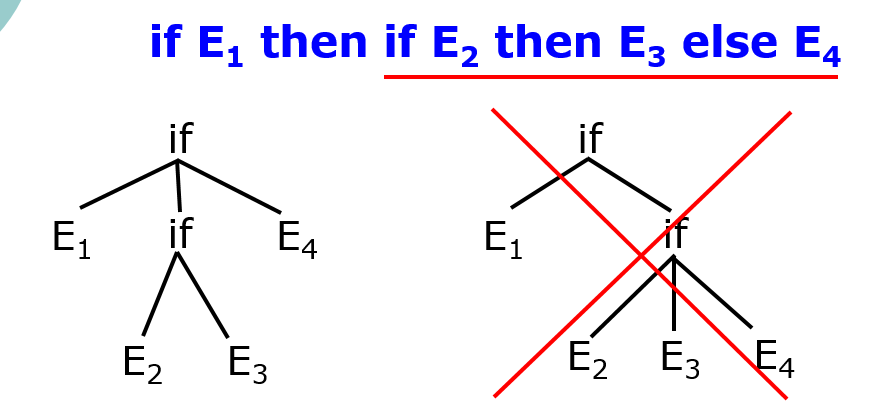 if E₁ then if E₂ then E₃ else E₄
if if
E₁ if E₄ E₁ if
E₂ E₃ E₂ E₃ E₄